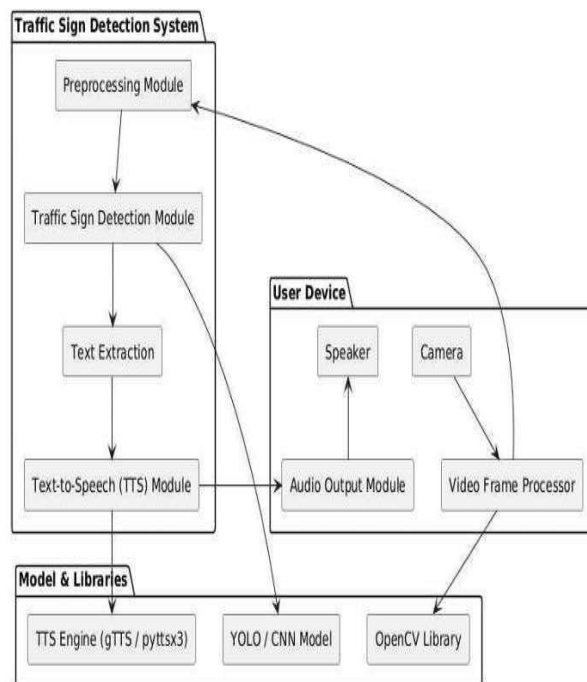 Traffic Sign Detection System
Preprocessing Module
Traffic Sign Detection Module
Text Extraction
Text-to-Speech (TTS) Module
User Device
Speaker
Camera
Audio Output Module
Video Frame Processor
Model & Libraries
TTS Engine (gTTS / pyttsx3)
YOLO / CNN Model
OpenCV Library